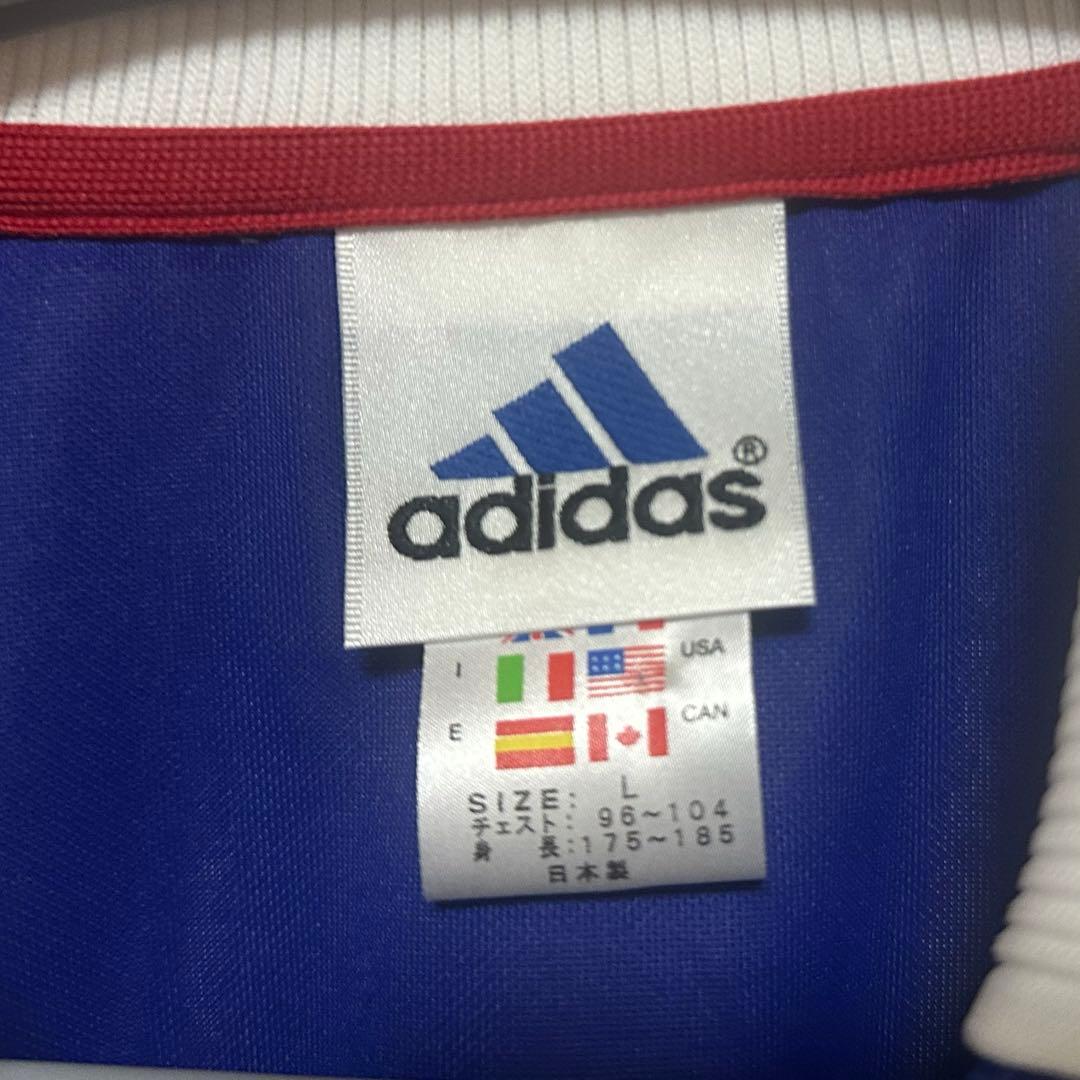 adidas®
I USA
E CAN
SIZE: L
チェスト: 96~104
身 長:175~185
日本製